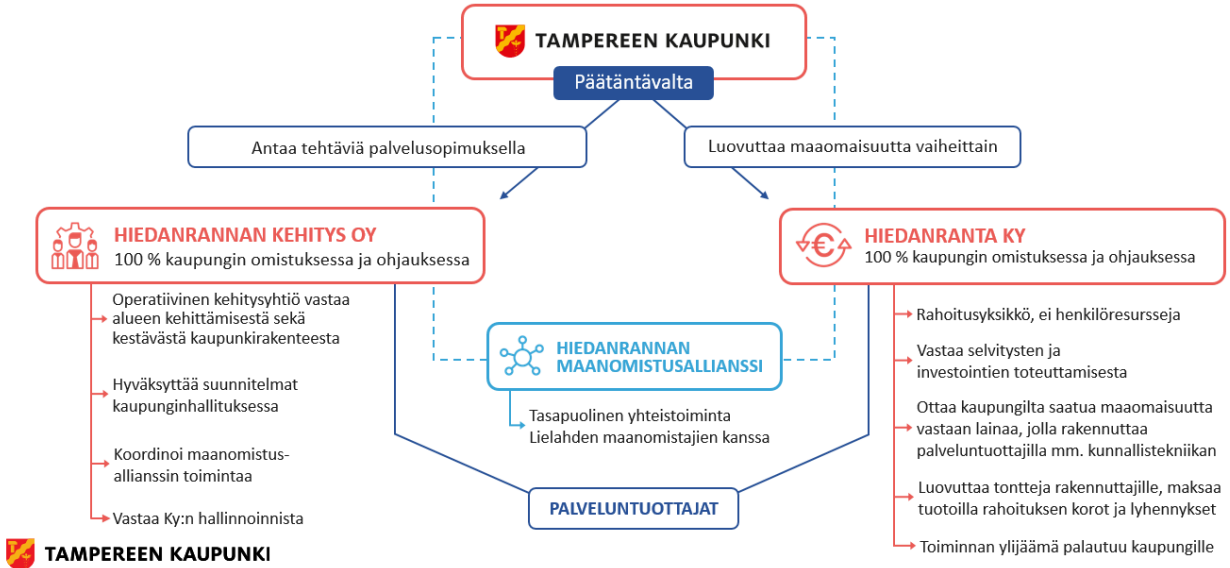 TAMPEREEN KAUPUNKI
Päätäntävalta
Antaa tehtäviä palvelusopimuksella
Luovuttaa maaomaisuutta vaiheittain
HIEDANRANNAN KEHITYS OY
100 % kaupungin omistuksessa ja ohjauksessa
Operatiivinen kehitysyhtiö vastaa
alueen kehittämisestä sekä
kestävästä kaupunkirakenteesta
Hyväksyttää suunnitelmat
kaupunginhallituksessa
Koordinoi maanomistus-
allianssin toimintaa
Vastaa Ky:n hallinnoinnista
HIEDANRANNAN
MAANOMISTUSALLIANSSI
Tasapuolinen yhteistoiminta
Lielahden maanomistajien kanssa
PALVELUNTUOTTAJAT
HIEDANRANTA KY
100 % kaupungin omistuksessa ja ohjauksessa
Rahoitusyksikkö, ei henkilöresursseja
Vastaa selvitysten ja
investointien toteuttamisesta
Ottaa kaupungilta saatua maaomaisuutta
vastaan lainaa, jolla rakennuttaa
palveluntuottajilla mm. kunnallistekniikan
Luovuttaa tontteja rakennuttajille, maksaa
tuotoilla rahoituksen korot ja lyhennykset
Toiminnan ylijäämä palautuu kaupungille
TAMPEREEN KAUPUNKI